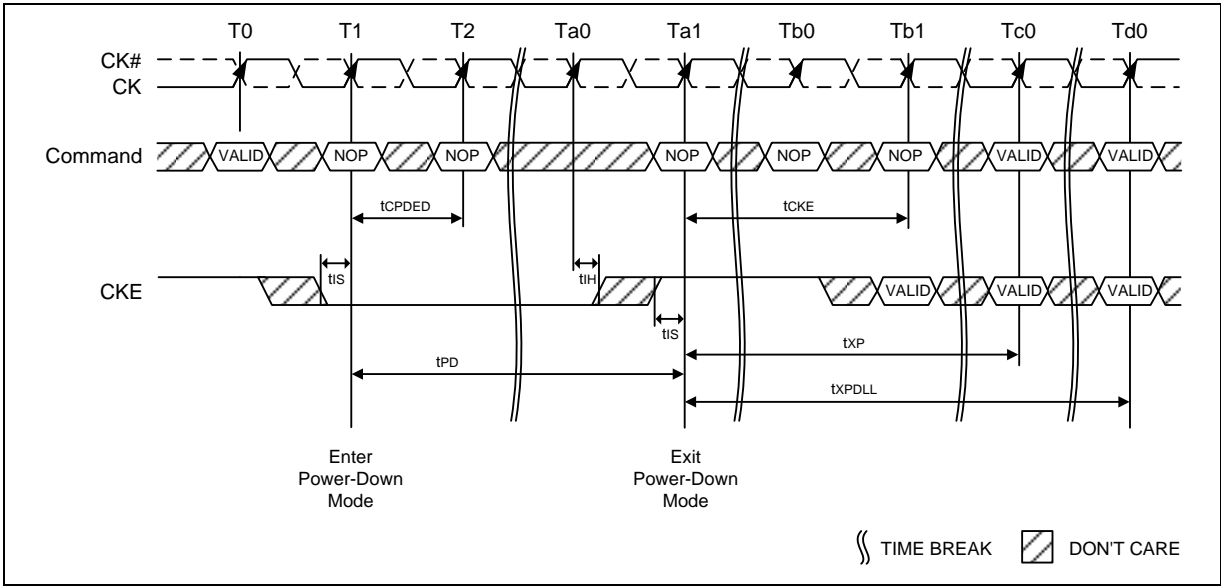 T0 T1 T2 Ta0 Ta1 Tb0 Tb1 Tc0 Td0
CK#
CK
Command VALID NOP NOP NOP NOP NOP VALID VALID
tCPDED tCKE
tIS tIH
CKE VALID VALID VALID
tIS
tXP
tPD
tXPDLL
Enter Exit
Power-Down Power-Down
Mode Mode
TIME BREAK DON'T CARE